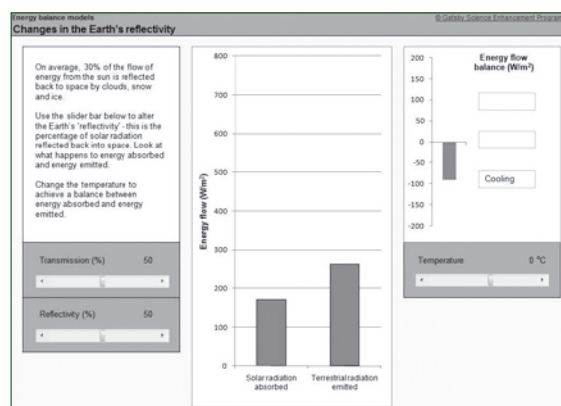 Energy balance models
© Gatsby Science Enhancement Program
Changes in the Earth's reflectivity
On average, 30% of the flow of
energy from the sun is reflected
back to space by clouds, snow
and ice.
Use the slider bar below to alter
the Earth's 'reflectivity' - this is the
percentage of solar radiation
reflected back into space. Look at
what happens to energy absorbed
and energy emitted.
Change the temperature to
achieve a balance between
energy absorbed and energy
emitted.
Transmission (%) 50
Reflectivity (%) 50
Energy flow (W/m²)
800
700
600
500
400
300
200
100
0
Solar radiation
absorbed
Terrestrial radiation
emitted
Energy flow
balance (W/m²)
200
150
100
50
0
-50
-100
-150
-200
Cooling
Temperature 0 °C